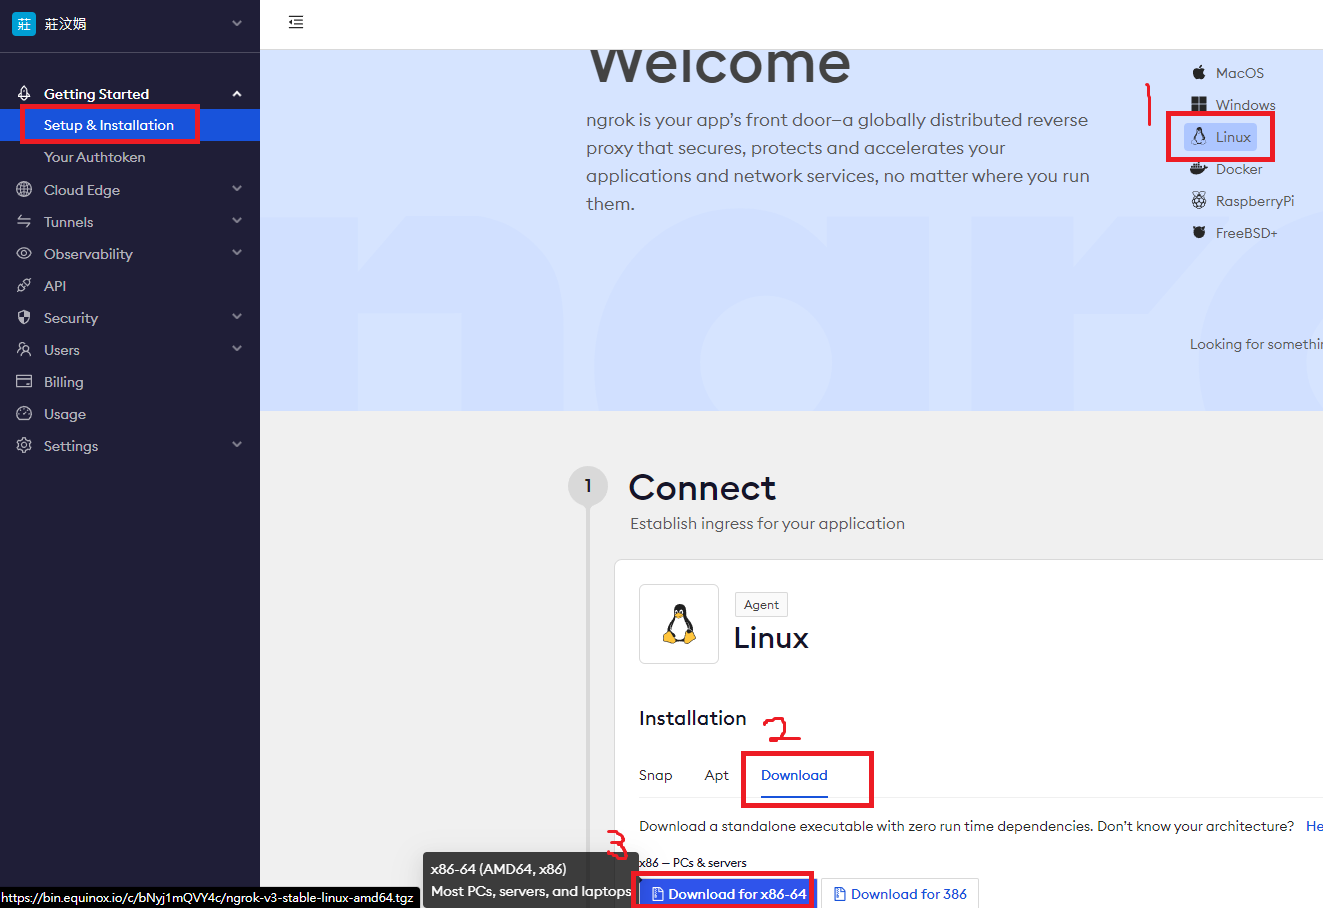 莊 莊汶娟
Getting Started
Setup & Installation
Your Authtoken
Cloud Edge
Tunnels
Observability
API
Security
Users
Billing
Usage
Settings
Welcome
ngrok is your app’s front door—a globally distributed reverse
proxy that secures, protects and accelerates your
applications and network services, no matter where you run
them.
1
MacOS
Windows
Linux
Docker
RaspberryPi
FreeBSD+
Looking for somethin
1
Connect
Establish ingress for your application
Agent
Linux
Installation
2
Snap Apt Download
Download a standalone executable with zero run time dependencies. Don’t know your architecture? He
3
x86 — PCs & servers
x86-64 (AMD64, x86)
Most PCs, servers, and laptops
Download for x86-64 Download for 386
https://bin.equinox.io/c/bNyj1mQVY4c/ngrok-v3-stable-linux-amd64.tgz